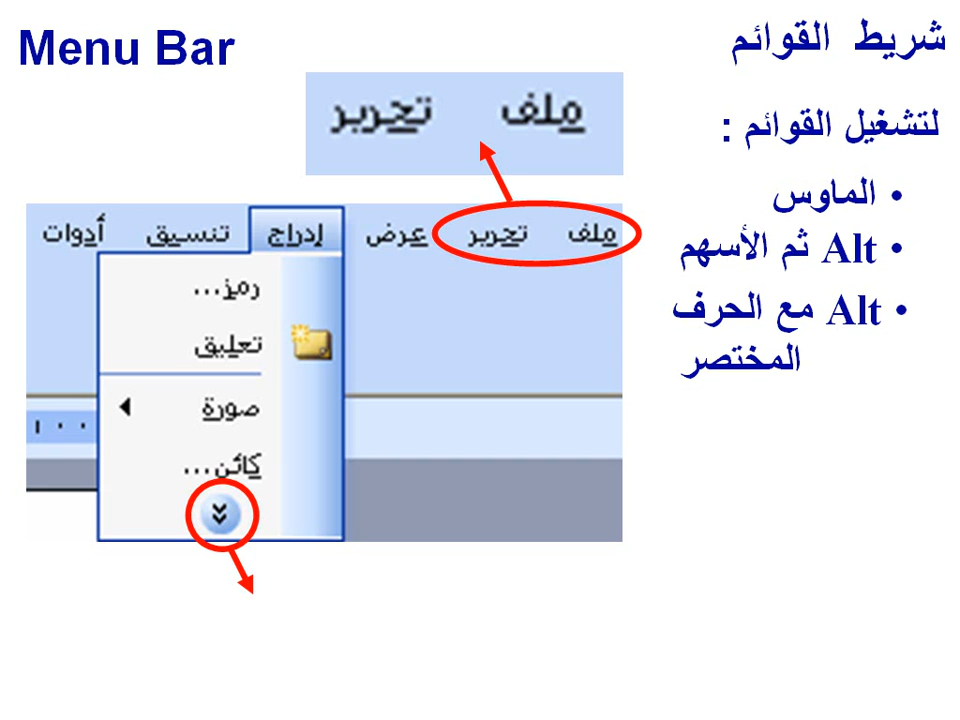 شريط القوائم
Menu Bar
لتشغيل القوائم :
• الماوس
• Alt ثم الأسهم
• Alt مع الحرف
المختصر
ملف تحرير
ملف تحرير عرض إدراج تنسيق أدوات
رمز...
تعليق
صورة
كائن...